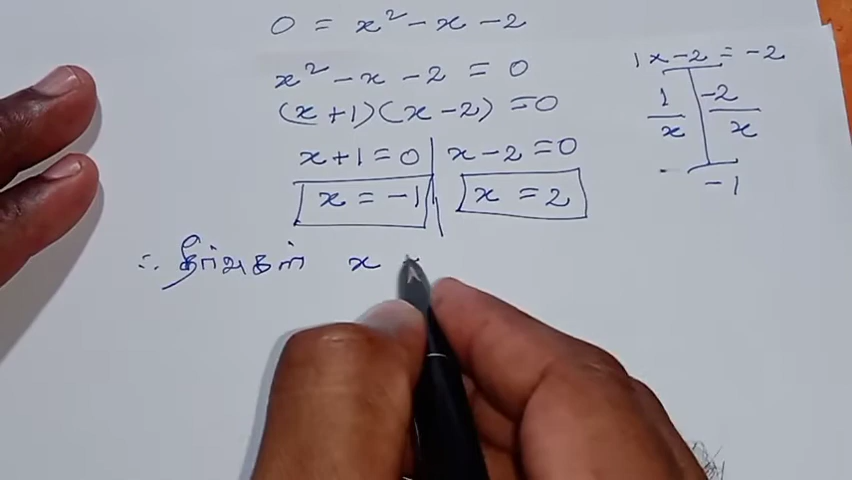 0 = x² - x - 2
x² - x - 2 = 0
(x + 1)(x - 2) = 0
x + 1 = 0 | x - 2 = 0
x = -1 | x = 2
∴ தீர்வுகள் x
1 x - 2 = -2
1/x | -2/x
-1